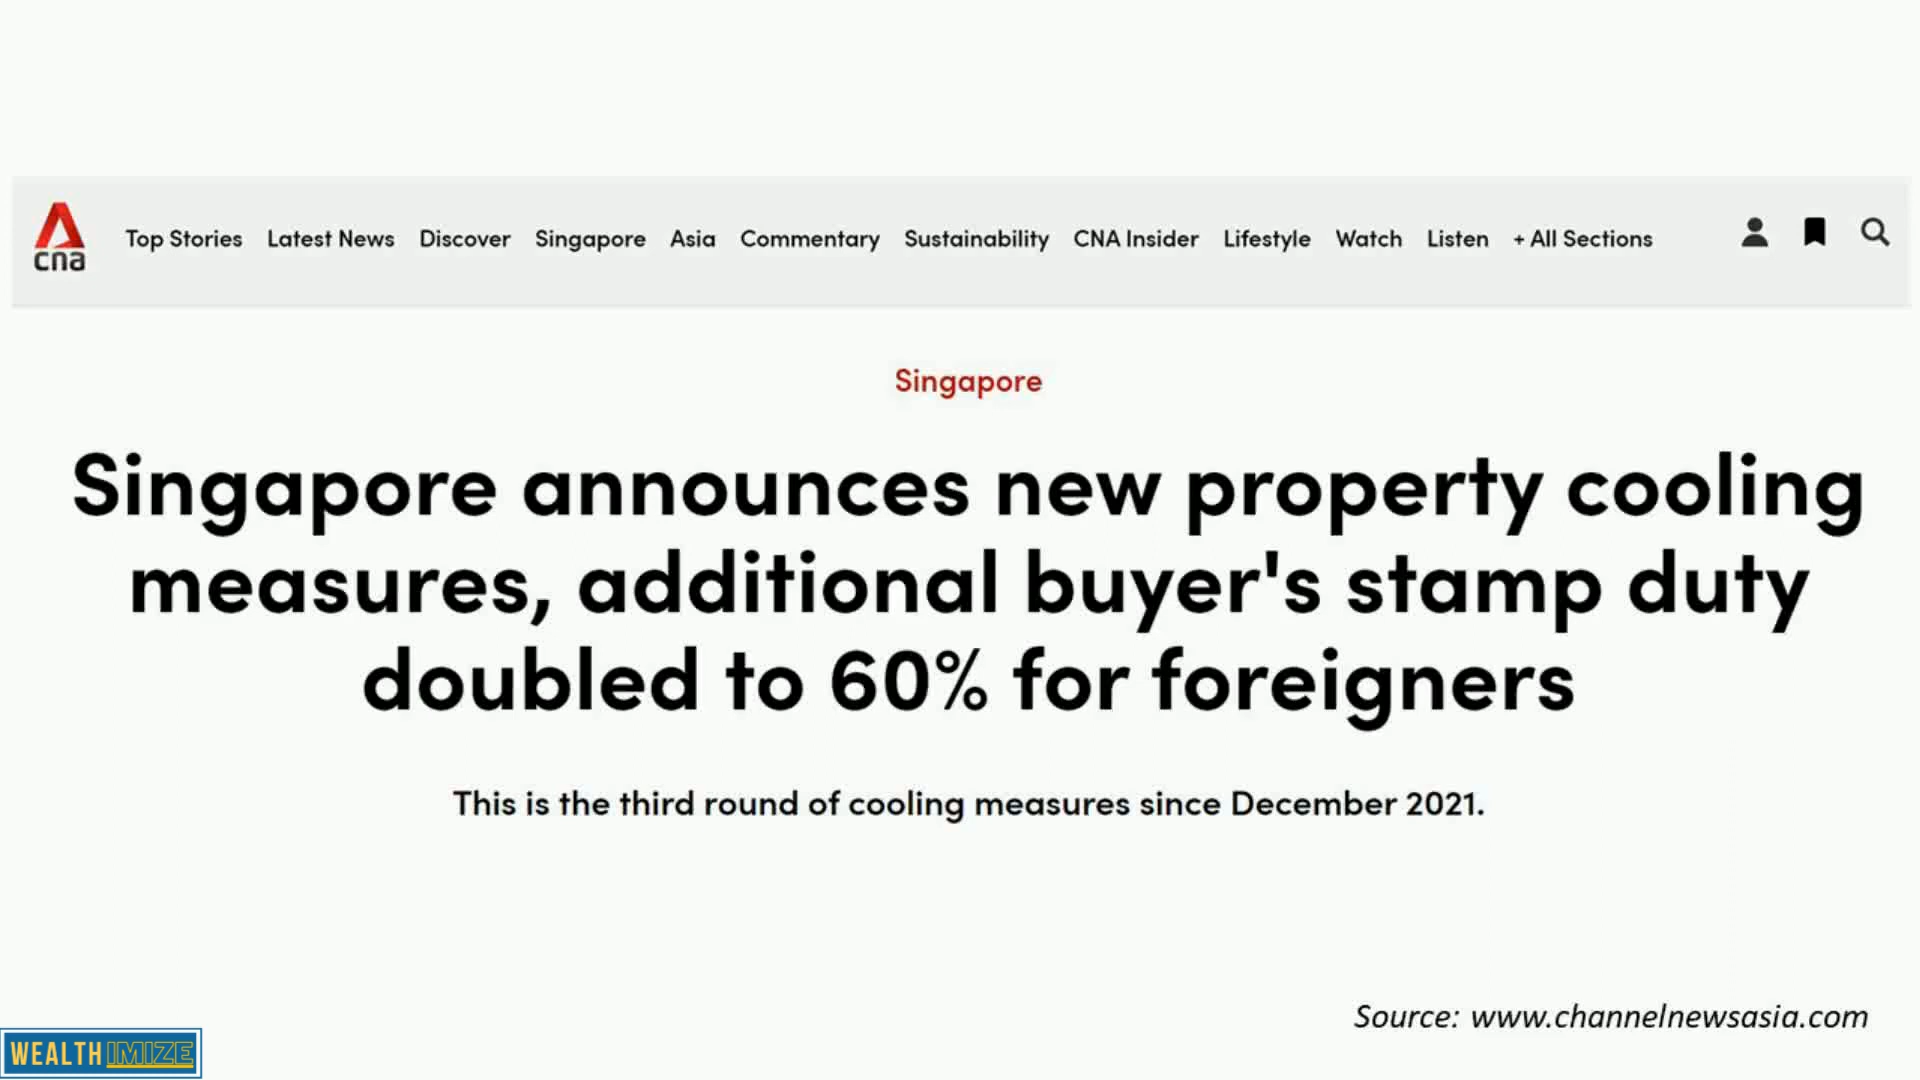 cna
Top Stories Latest News Discover Singapore Asia Commentary Sustainability CNA Insider Lifestyle Watch Listen + All Sections
Singapore
Singapore announces new property cooling
measures, additional buyer's stamp duty
doubled to 60% for foreigners
This is the third round of cooling measures since December 2021.
Source: www.channelnewsasia.com
WEALTHIMIZE